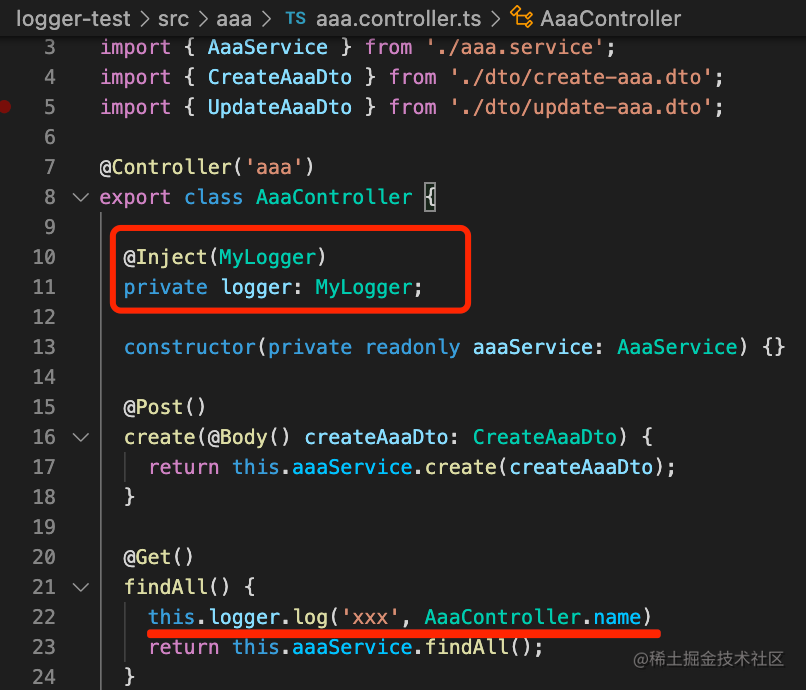 logger-test > src > aaa > TS aaa.controller.ts > AaaController
3 import { AaaService } from './aaa.service';
4 import { CreateAaaDto } from './dto/create-aaa.dto';
5 import { UpdateAaaDto } from './dto/update-aaa.dto';
6
7 @Controller('aaa')
8 export class AaaController {
9
10 @Inject(MyLogger)
11 private logger: MyLogger;
12
13 constructor(private readonly aaaService: AaaService) {}
14
15 @Post()
16 create(@Body() createAaaDto: CreateAaaDto) {
17 return this.aaaService.create(createAaaDto);
18 }
19
20 @Get()
21 findAll() {
22 this.logger.log('xxx', AaaController.name)
23 return this.aaaService.findAll();
24 }
@稀土掘金技术社区